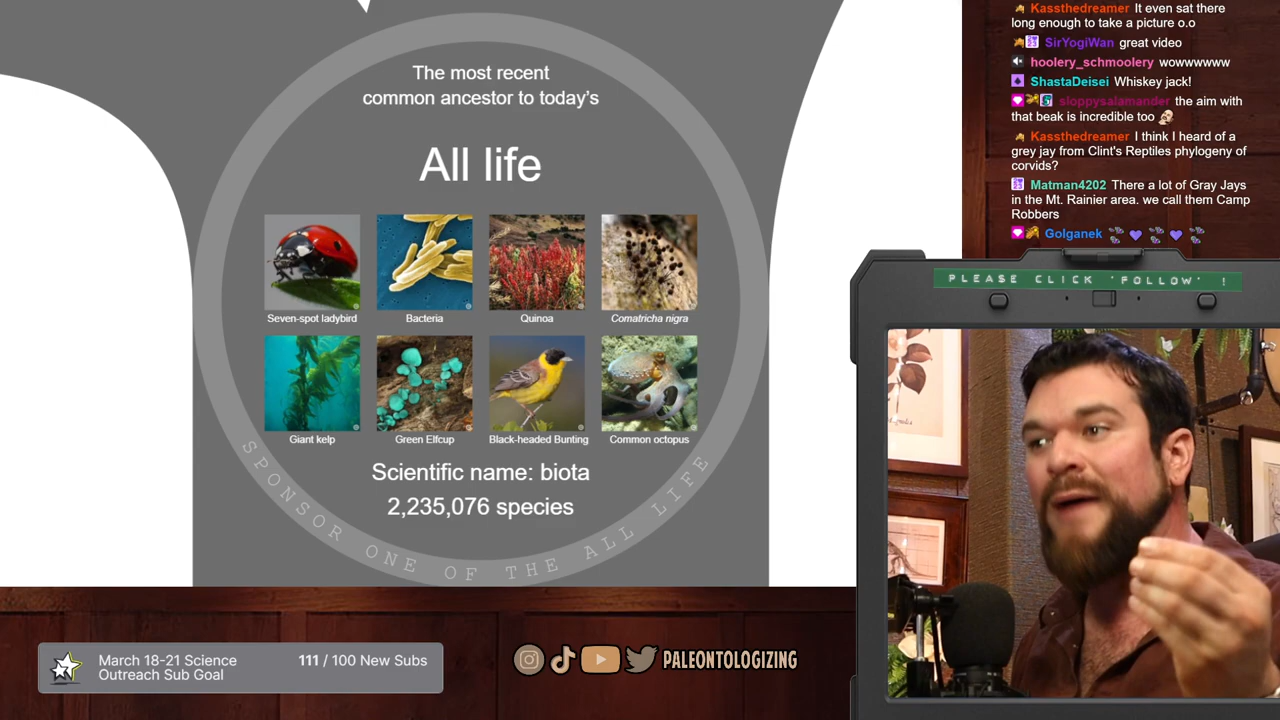 The most recent
common ancestor to today's
All life
Seven-spot ladybird
Bacteria
Quinoa
Comatricha nigra
Giant kelp
Green Elfcup
Black-headed Bunting
Common octopus
Scientific name: biota
2,235,076 species
SPONSOR ONE OF THE ALL LIFE
Kassthedreamer It even sat there
long enough to take a picture o.o
SirYogiWan great video
hoolery_schmoolery wowwwwww
ShastaDeisei Whiskey jack!
sloppysalamander the aim with
that beak is incredible too
Kassthedreamer I think I heard of a
grey jay from Clint's Reptiles phylogeny of
corvids?
Matman4202 There a lot of Gray Jays
in the Mt. Rainier area. we call them Camp
Robbers
Golganek
PLEASE CLICK 'FOLLOW' !
March 18-21 Science
Outreach Sub Goal
111 / 100 New Subs
PALEONTOLOGIZING